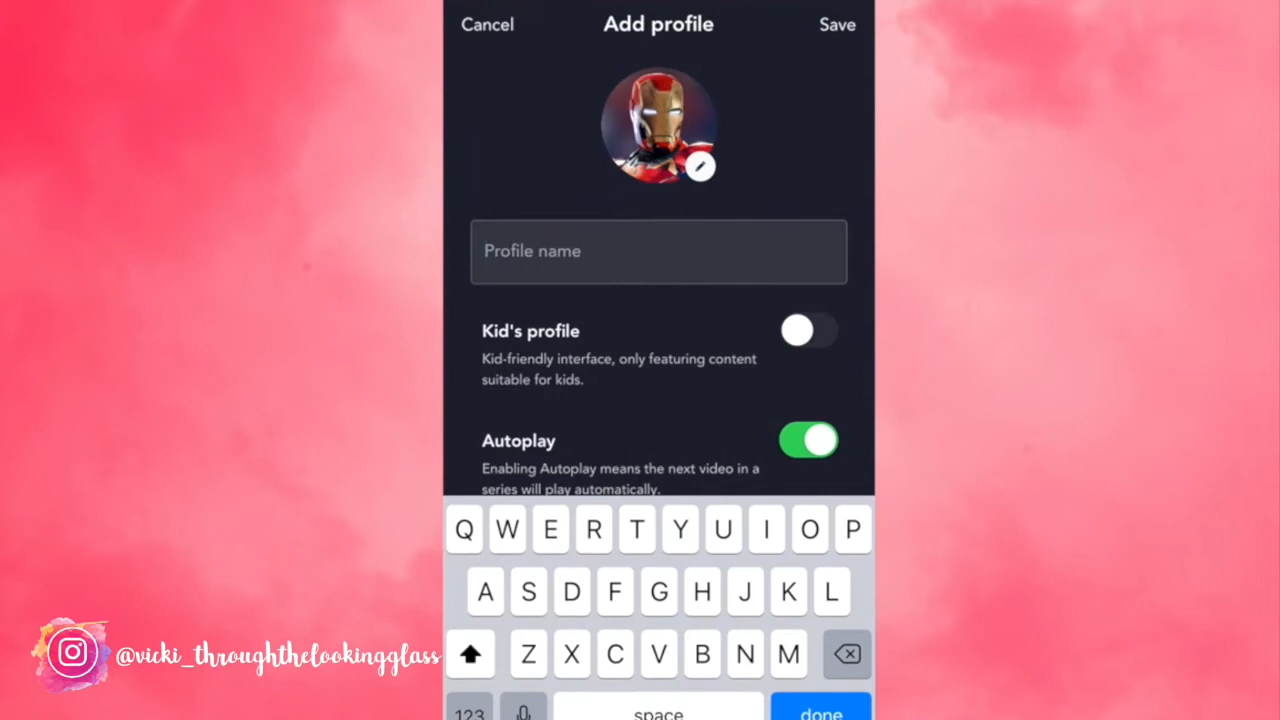 Cancel
Add profile
Save
Profile name
Kid's profile
Kid-friendly interface, only featuring content
suitable for kids.
Autoplay
Enabling Autoplay means the next video in a
series will play automatically.
Q W E R T Y U I O P
A S D F G H J K L
Z X C V B N M
@vicki_throughthelookingglass
123
space
done